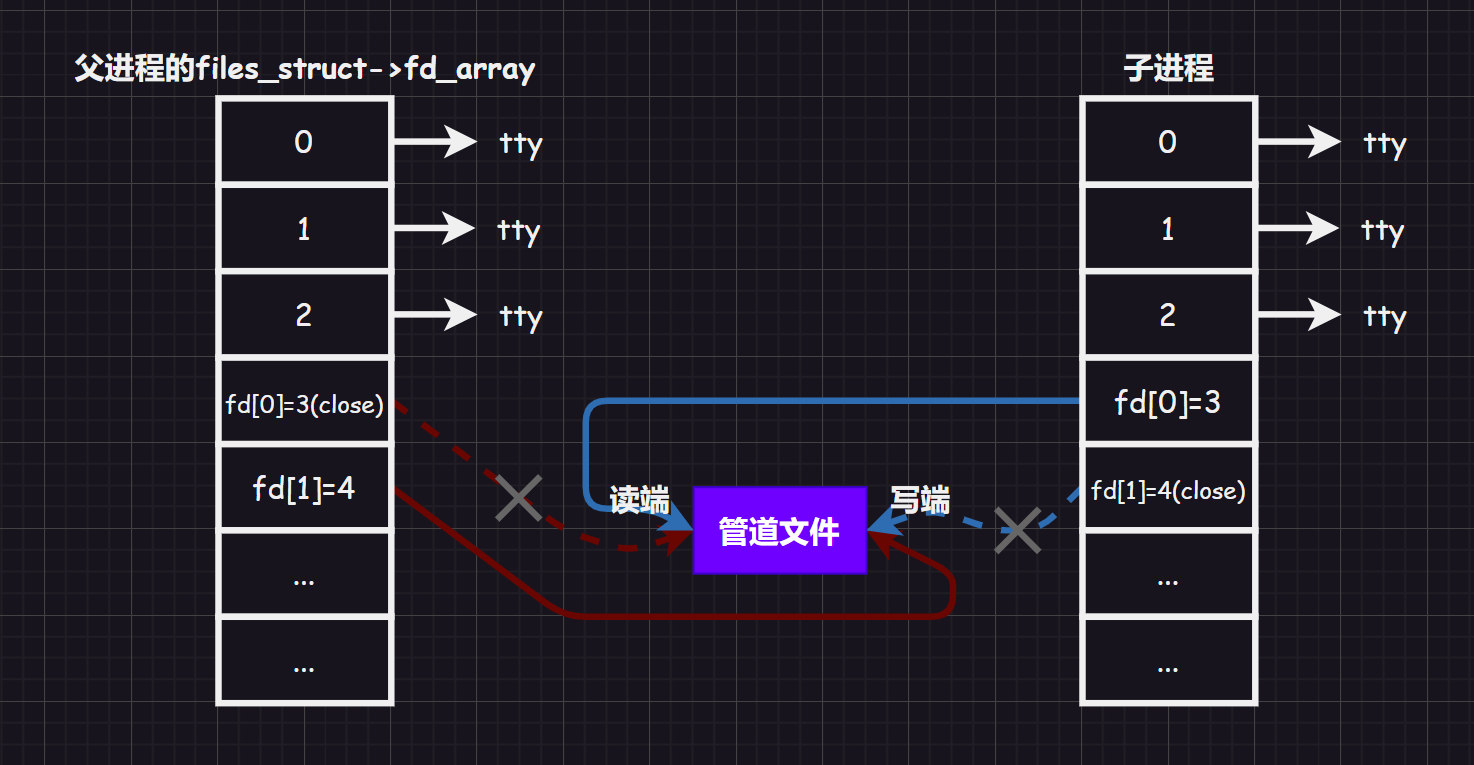 父进程的files_struct->fd_array
0
tty
1
tty
2
tty
fd[0]=3(close)
fd[1]=4
...
...
读端
管道文件
写端
子进程
0
tty
1
tty
2
tty
fd[0]=3
fd[1]=4(close)
...
...